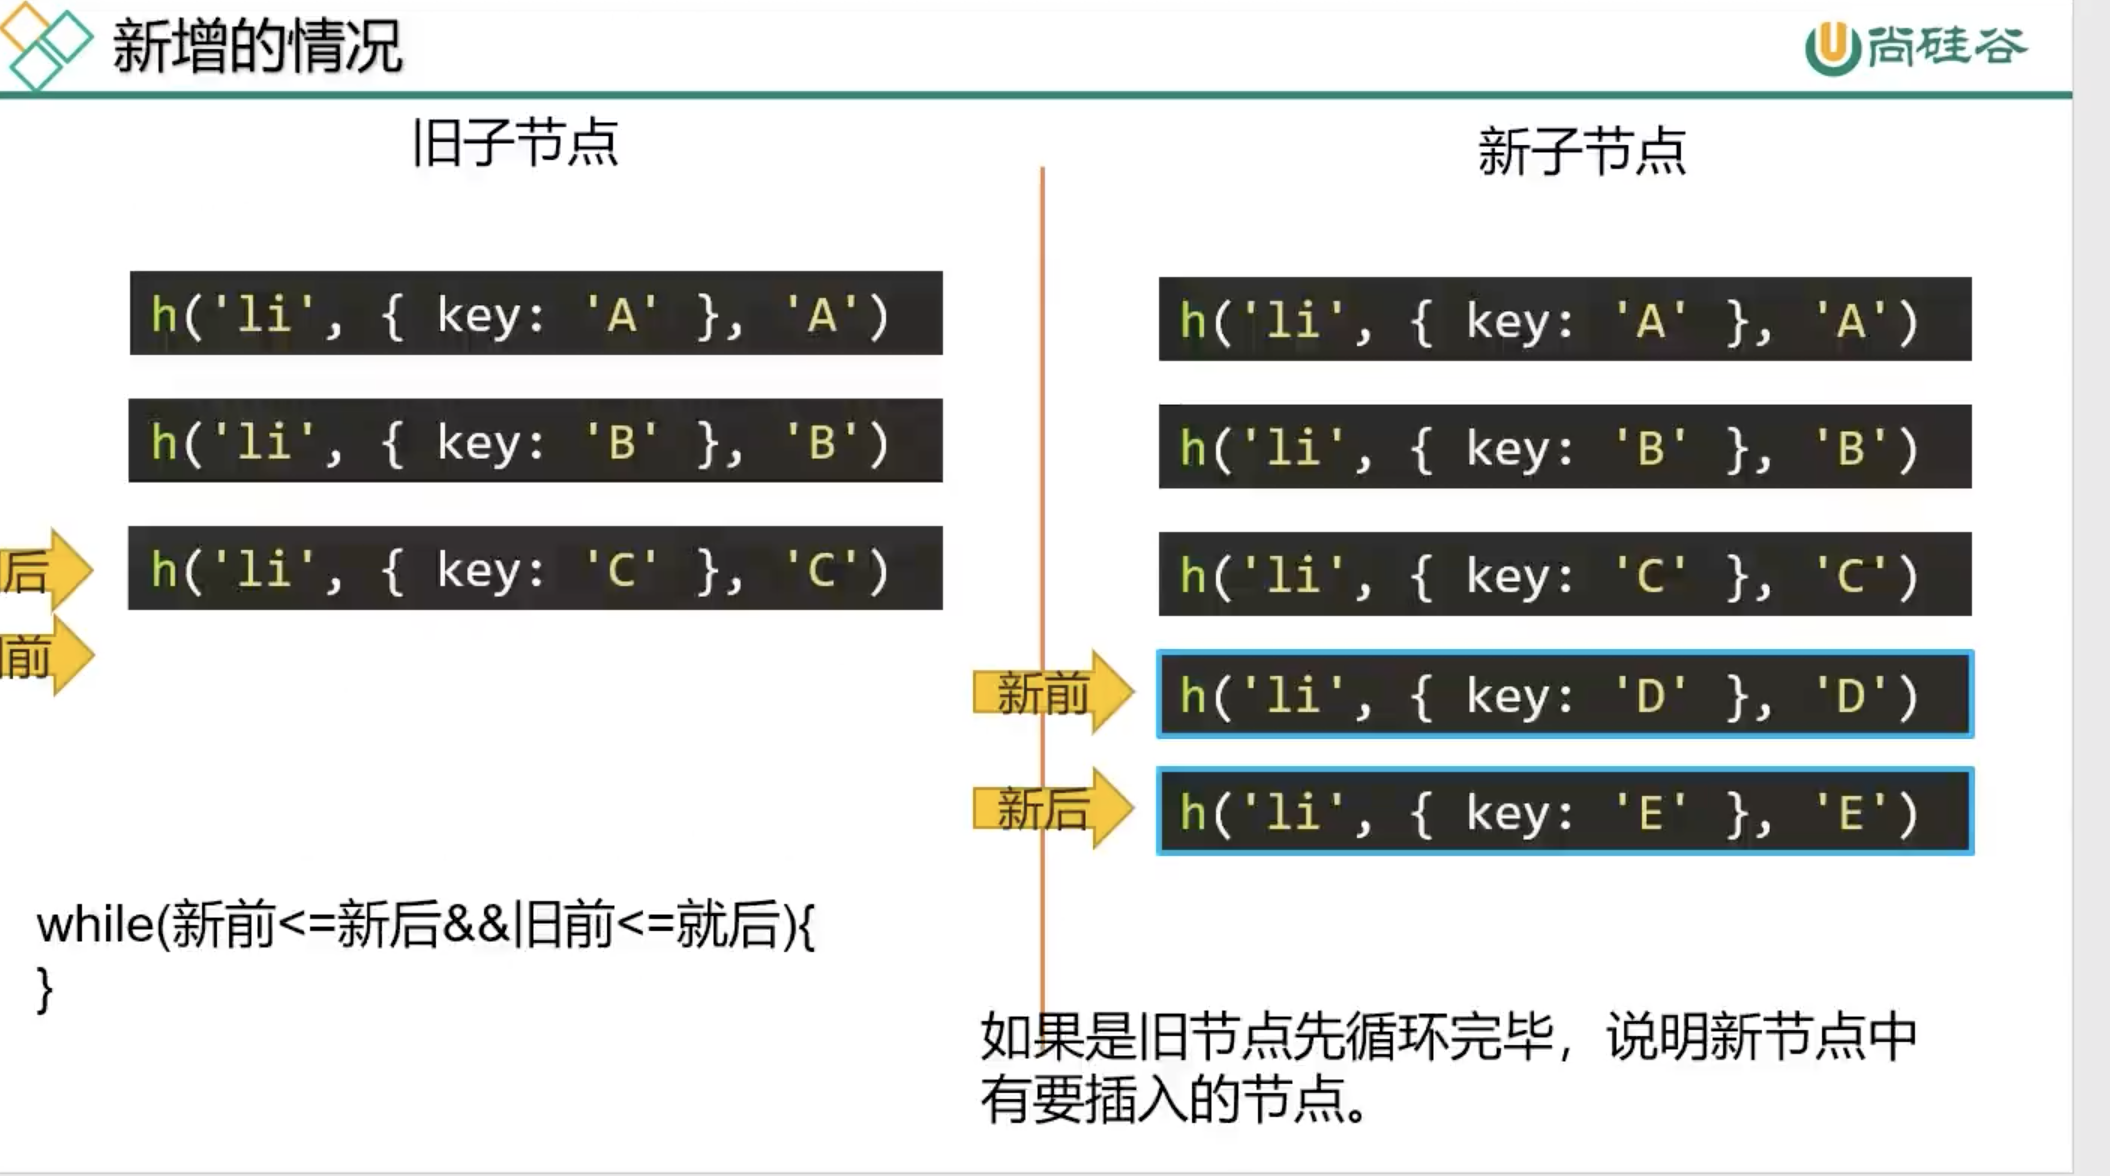 新增的情况
尚硅谷
旧子节点
新子节点
h('li', { key: 'A' }, 'A')
h('li', { key: 'B' }, 'B')
后
h('li', { key: 'C' }, 'C')
前
h('li', { key: 'A' }, 'A')
h('li', { key: 'B' }, 'B')
h('li', { key: 'C' }, 'C')
新前
h('li', { key: 'D' }, 'D')
新后
h('li', { key: 'E' }, 'E')
while(新前<=新后&&旧前<=就后){
}
如果是旧节点先循环完毕，说明新节点中
有要插入的节点。